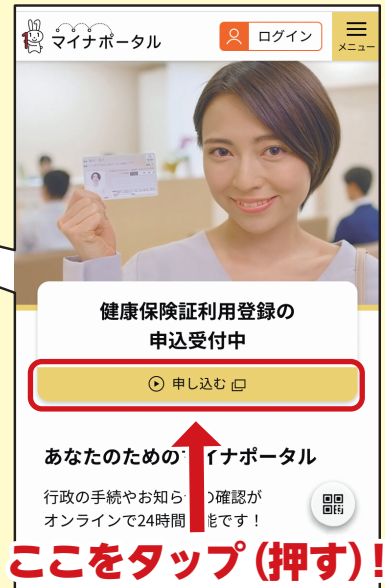 マイナポータル
ログイン
メニュー
健康保険証利用登録の
申込受付中
申し込む
あなたのための イナポータル
行政の手続やお知ら の確認が
オンラインで24時間 能です！
ここをタップ（押す）！